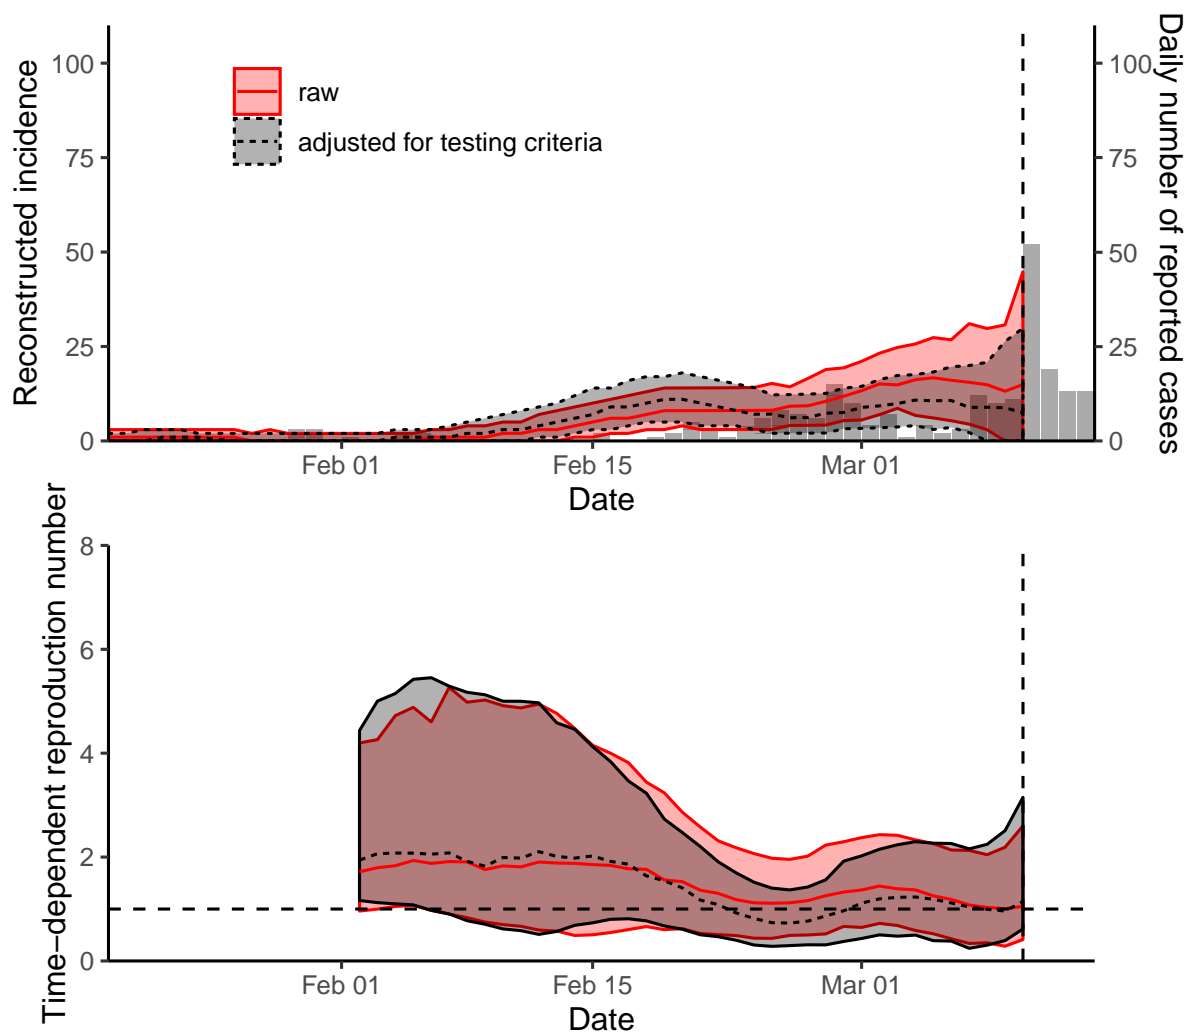 Reconstructed incidence
100
75
50
25
0
raw
adjusted for testing criteria
100
75
50
25
0
Daily number of reported cases
Feb 01
Feb 15
Mar 01
Date
Time−dependent reproduction number
8
6
4
2
0
Feb 01
Feb 15
Mar 01
Date